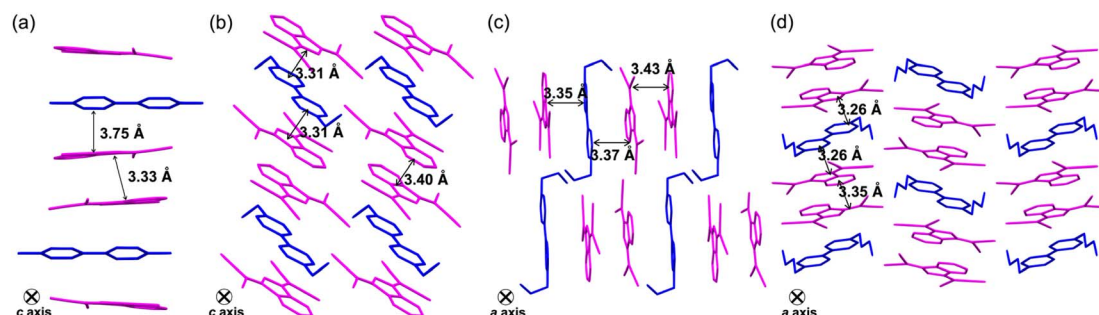 (a)
3.75 Å
3.33 Å
c axis
(b)
3.31 Å
3.31 Å
3.40 Å
c axis
(c)
3.43 Å
3.35 Å
3.37 Å
a axis
(d)
3.26 Å
3.26 Å
3.35 Å
a axis